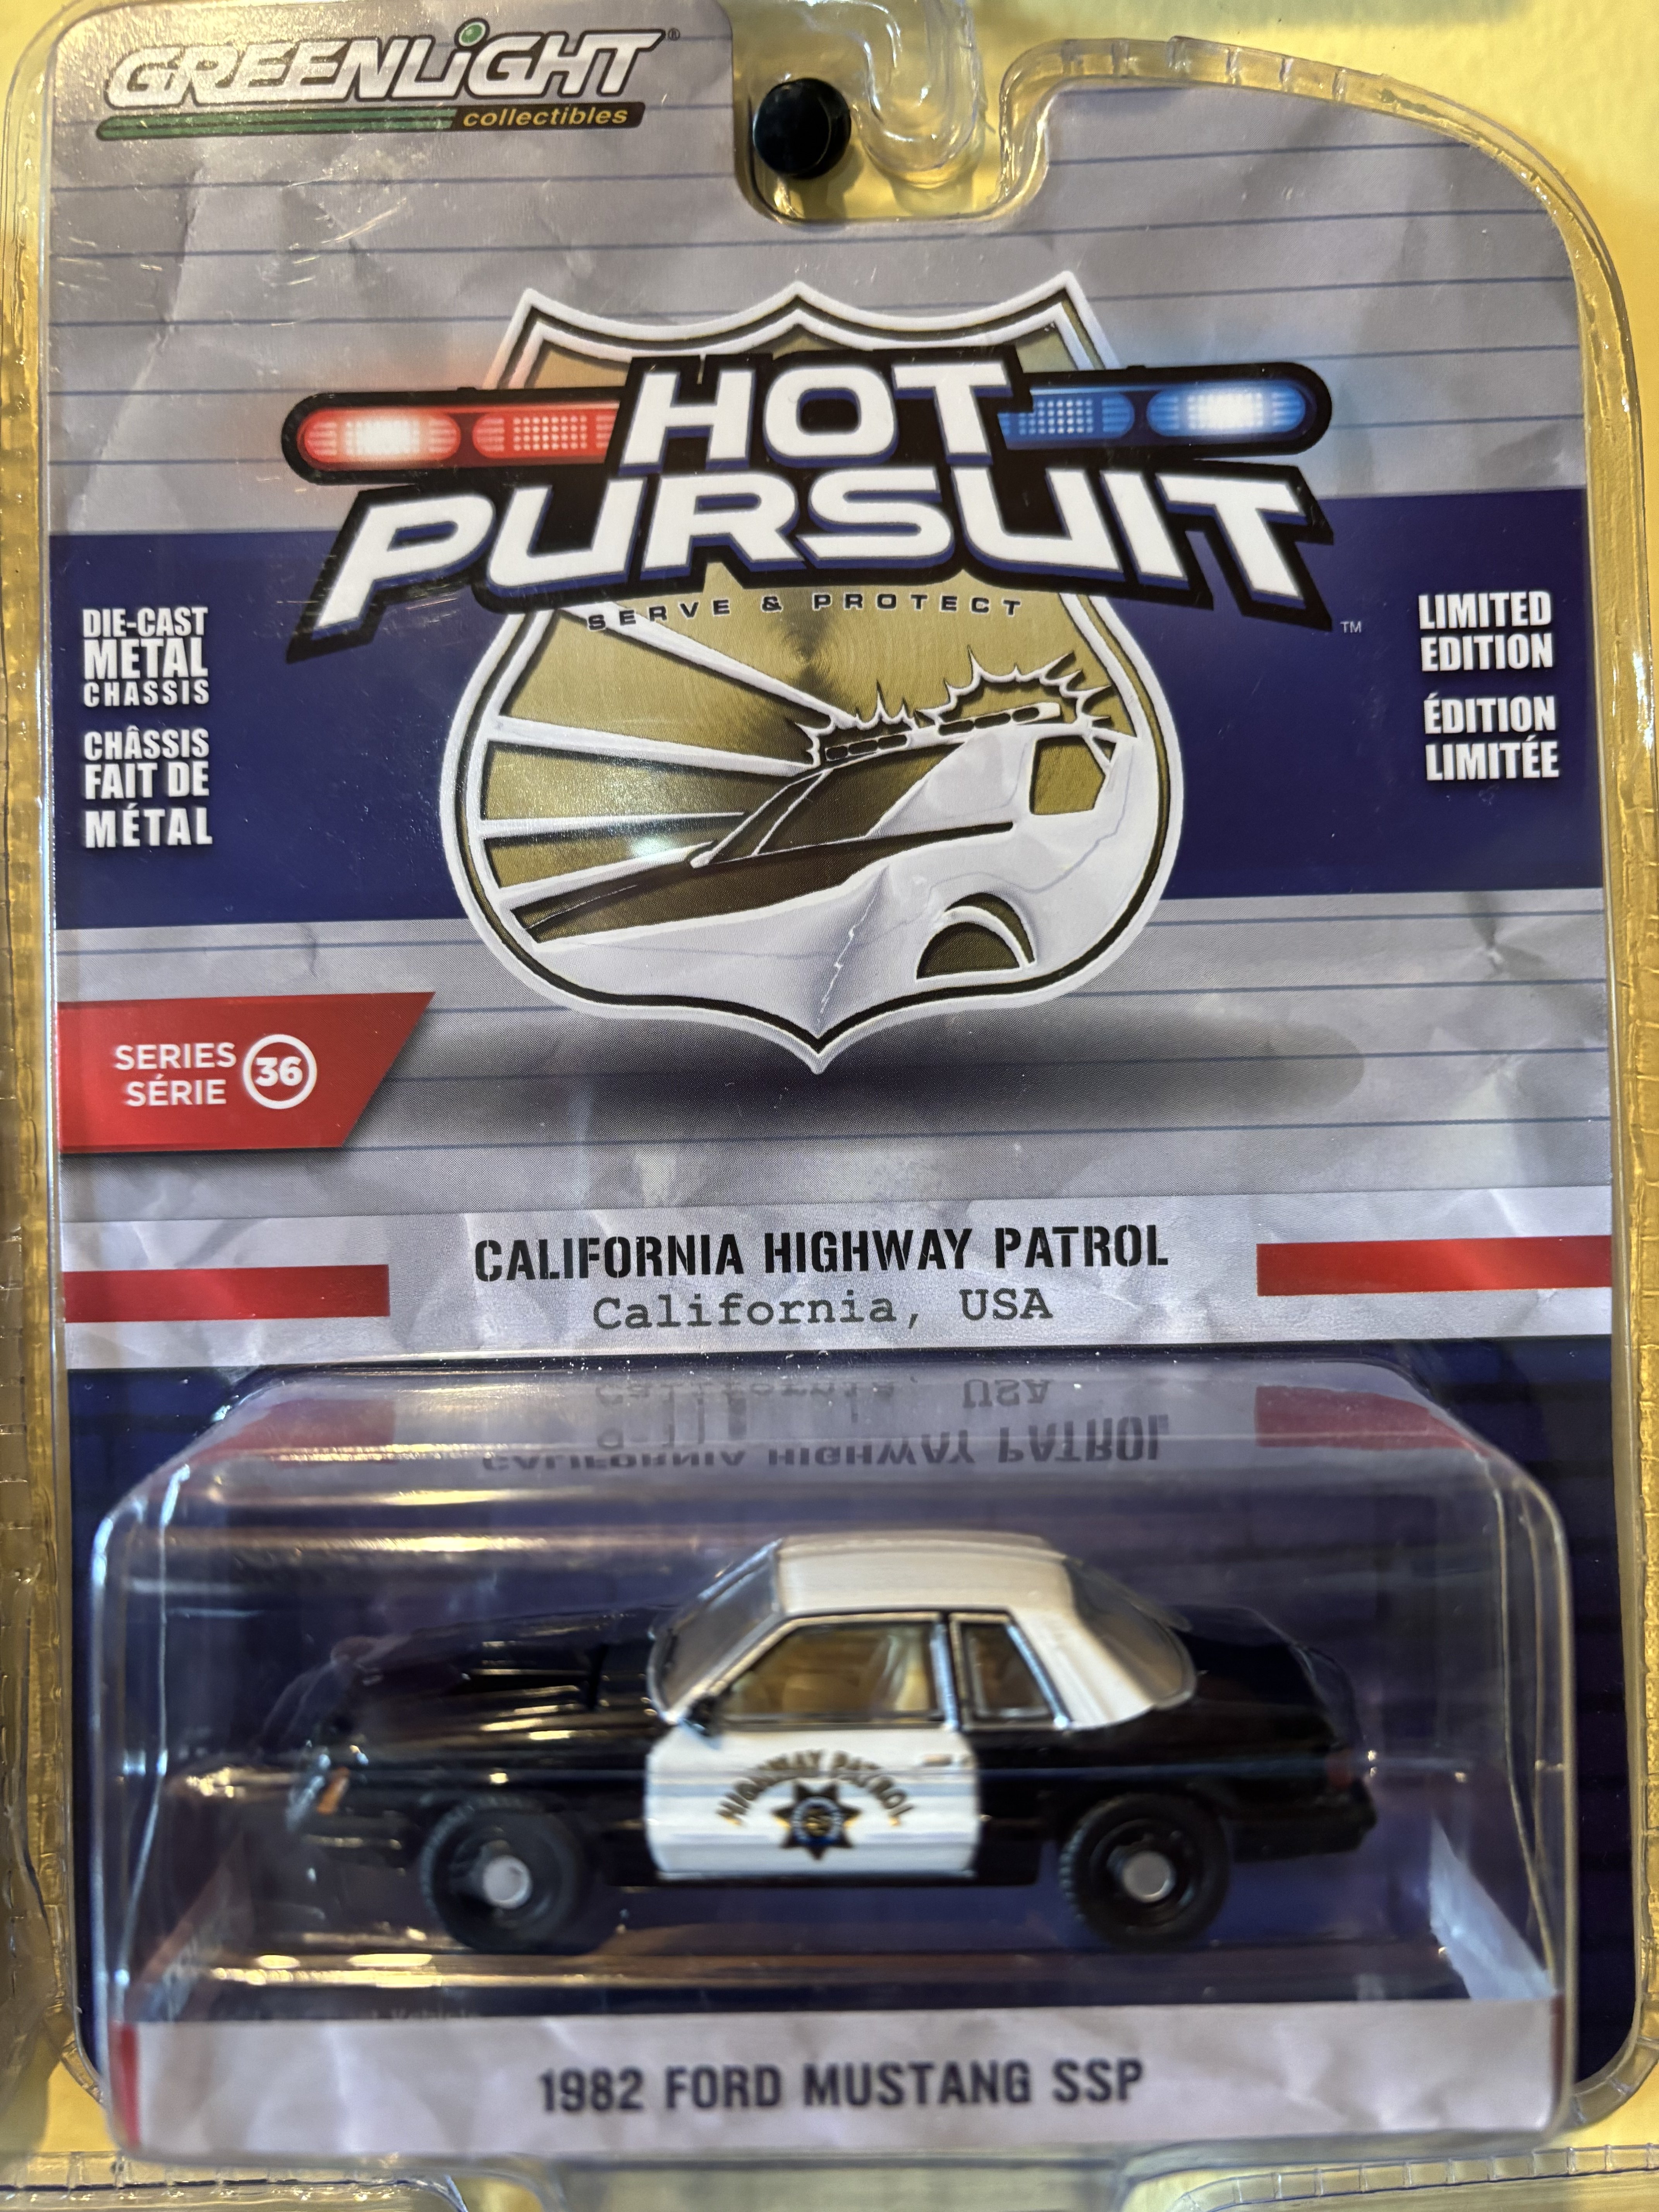 GREENLiGHT®
collectibles
HOT
PURSUIT
SERVE & PROTECT
TM
DIE-CAST
METAL
CHASSIS
CHÂSSIS
FAIT DE
MÉTAL
LIMITED
EDITION
ÉDITION
LIMITÉE
SERIES
SÉRIE
36
CALIFORNIA HIGHWAY PATROL
California, USA
HIGHWAY PATROL
1982 FORD MUSTANG SSP